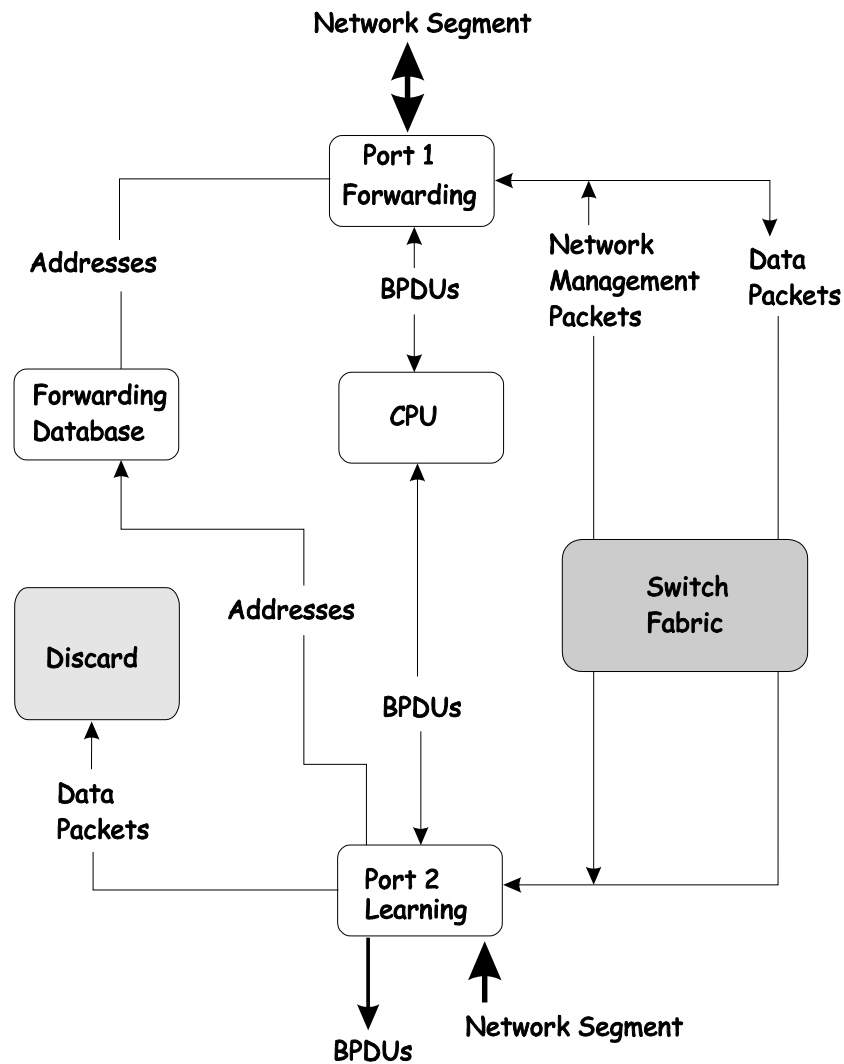 Network Segment
Port 1
Forwarding
Addresses
BPDUs
Network
Management
Packets
Data
Packets
Forwarding
Database
CPU
Switch
Fabric
Addresses
Discard
BPDUs
Data
Packets
Port 2
Learning
Network Segment
BPDUs